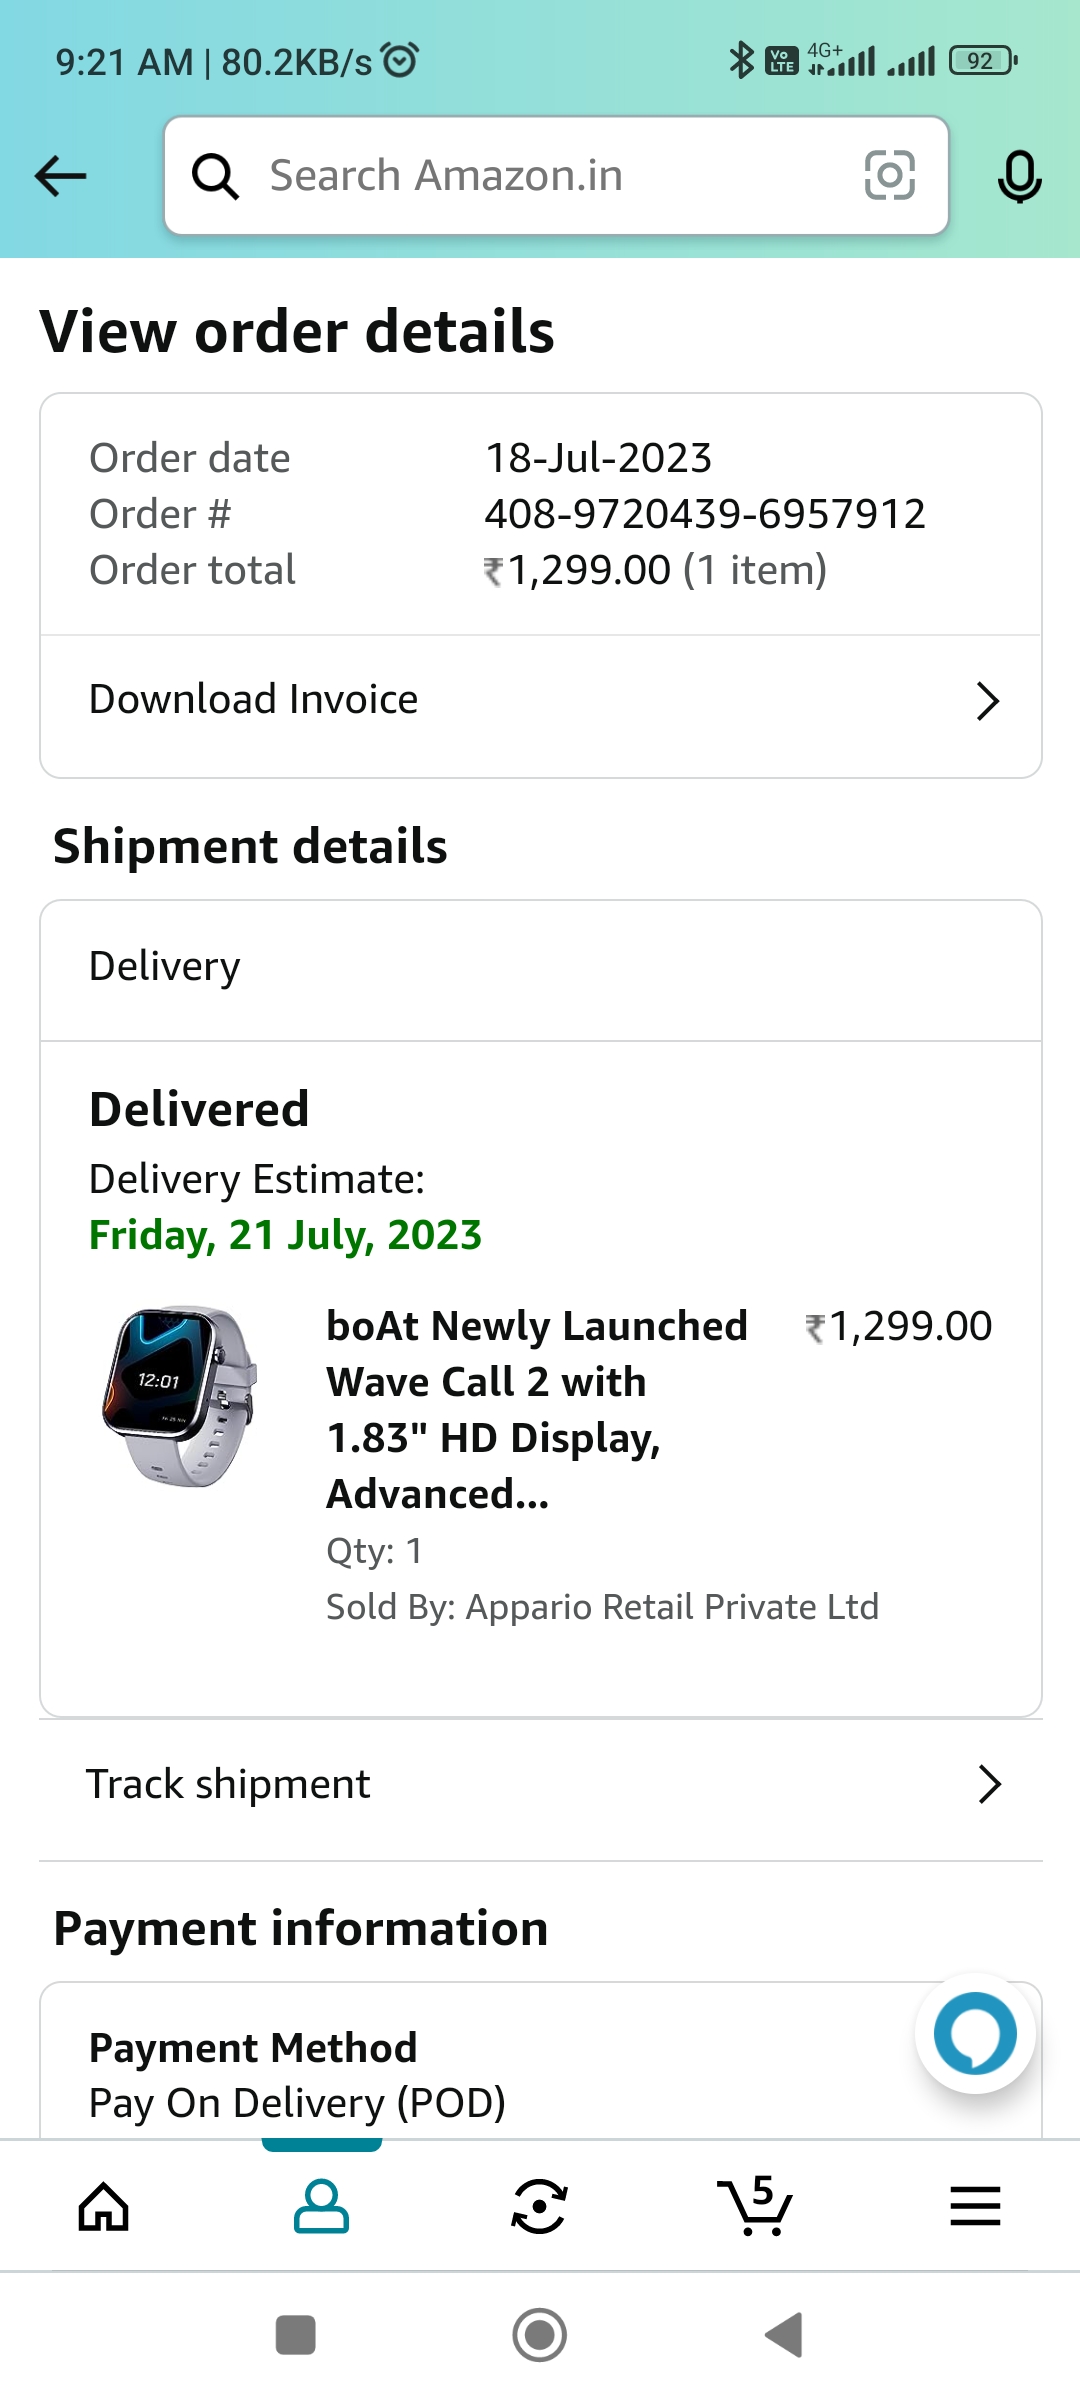 9:21 AM | 80.2KB/s
Vo LTE 4G+ 92
Search Amazon.in
View order details
Order date 18-Jul-2023
Order # 408-9720439-6957912
Order total ₹1,299.00 (1 item)
Download Invoice
Shipment details
Delivery
Delivered
Delivery Estimate:
Friday, 21 July, 2023
12:01
boAt Newly Launched ₹1,299.00
Wave Call 2 with
1.83" HD Display,
Advanced...
Qty: 1
Sold By: Appario Retail Private Ltd
Track shipment
Payment information
Payment Method
Pay On Delivery (POD)
5